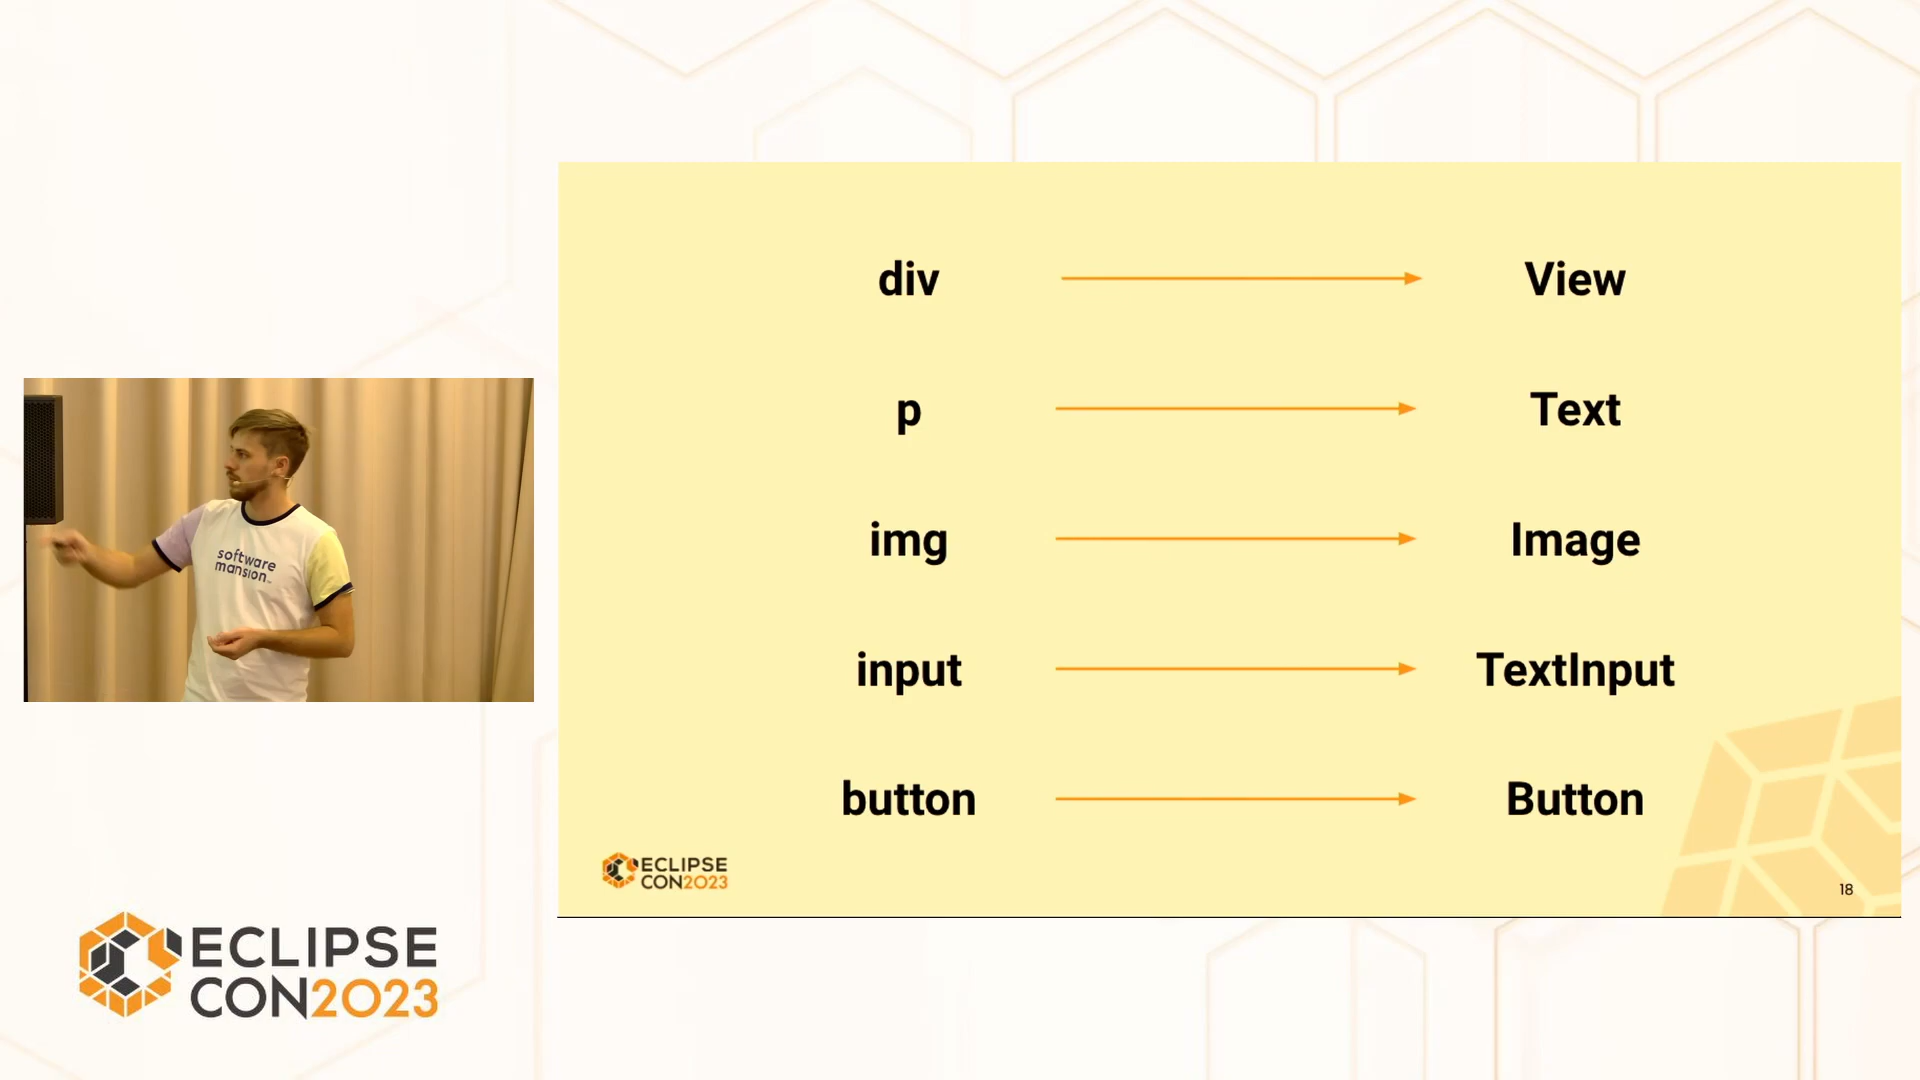 div View
p Text
img Image
input TextInput
button Button
ECLIPSE
CON2023
18
software
mansion
ECLIPSE
CON2023